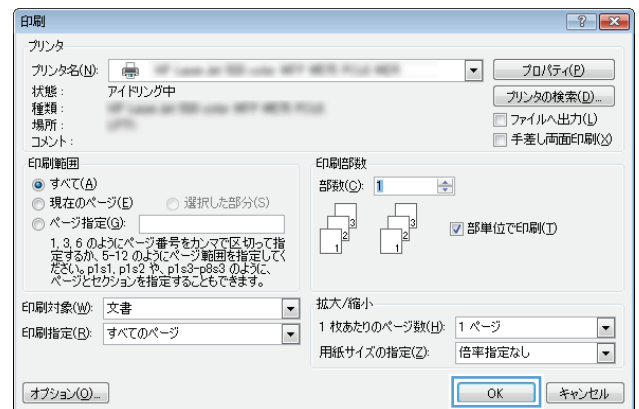 印刷
プリンタ
プリンタ名(N):
プロパティ(P)
状態: アイドリング中
プリンタの検索(D)...
種類:
場所:
ファイルへ出力(L)
コメント:
手差し両面印刷(X)
印刷範囲
すべて(A)
現在のページ(E) 選択した部分(S)
ページ指定(G):
1, 3, 6 のようにページ番号をカンマで区切って指
定するか、5-12 のようにページ範囲を指定してく
ださい。p1s1, p1s2 や、p1s3-p8s3 のように、
ページとセクションを指定することもできます。
印刷部数
部数(C): 1
3
2
1
3
2
1
部単位で印刷(T)
印刷対象(W): 文書
印刷指定(R): すべてのページ
拡大/縮小
1 枚あたりのページ数(H): 1 ページ
用紙サイズの指定(Z): 倍率指定なし
オプション(O)...
OK
キャンセル